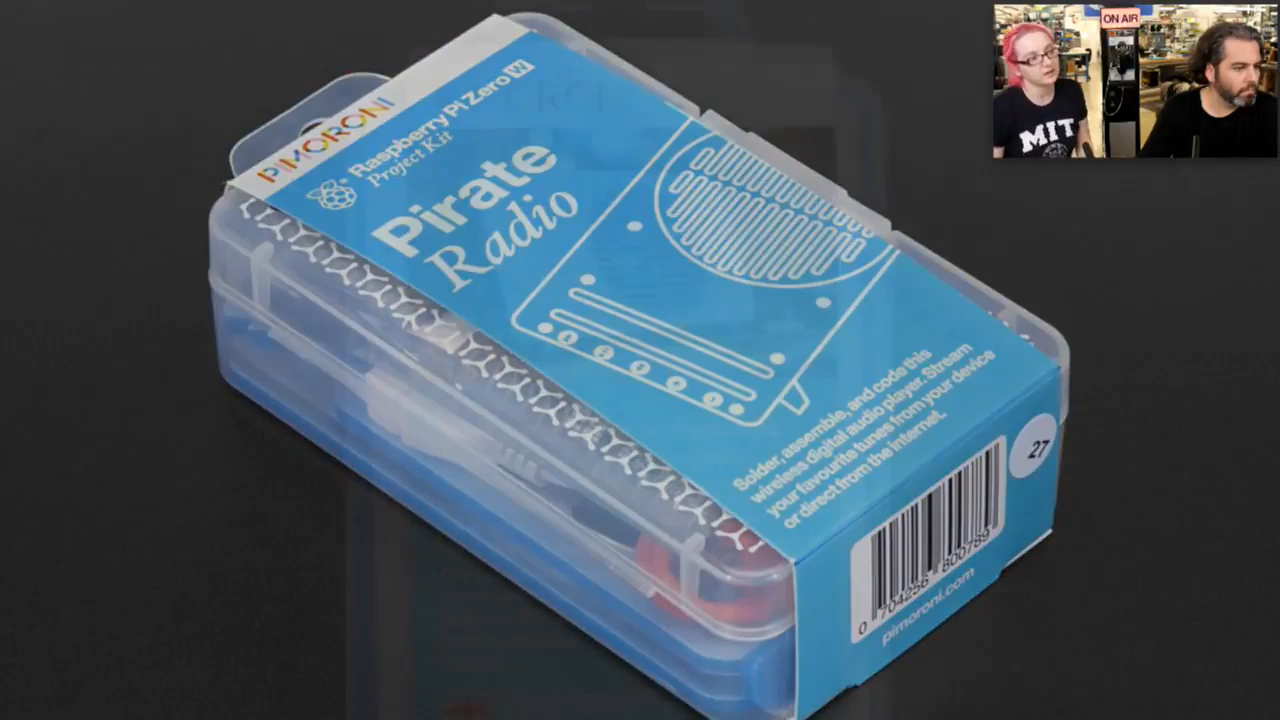 ON AIR
MIT
PIMORONI
Raspberry Pi Zero W
Project Kit
Pirate
Radio
Solder, assemble, and code this
wireless digital audio player. Stream
your favourite tunes from your device
or direct from the internet.
27
0 704256 800789
pimoroni.com